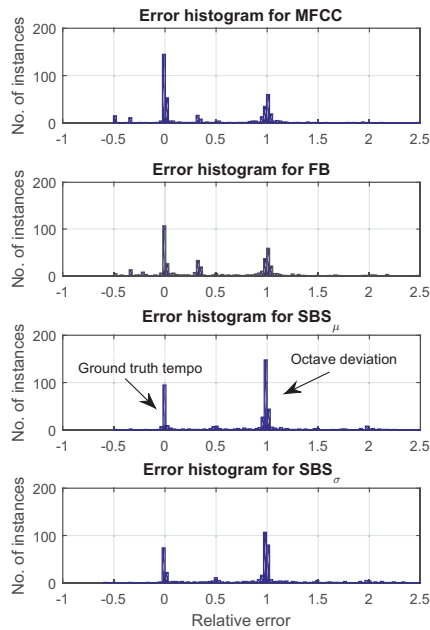 Error histogram for MFCC
No. of instances
200
100
0
-1 -0.5 0 0.5 1 1.5 2 2.5
Error histogram for FB
No. of instances
200
100
0
-1 -0.5 0 0.5 1 1.5 2 2.5
Error histogram for SBS_μ
No. of instances
200
100
0
Ground truth tempo
Octave deviation
-1 -0.5 0 0.5 1 1.5 2 2.5
Error histogram for SBS_σ
No. of instances
200
100
0
-1 -0.5 0 0.5 1 1.5 2 2.5
Relative error